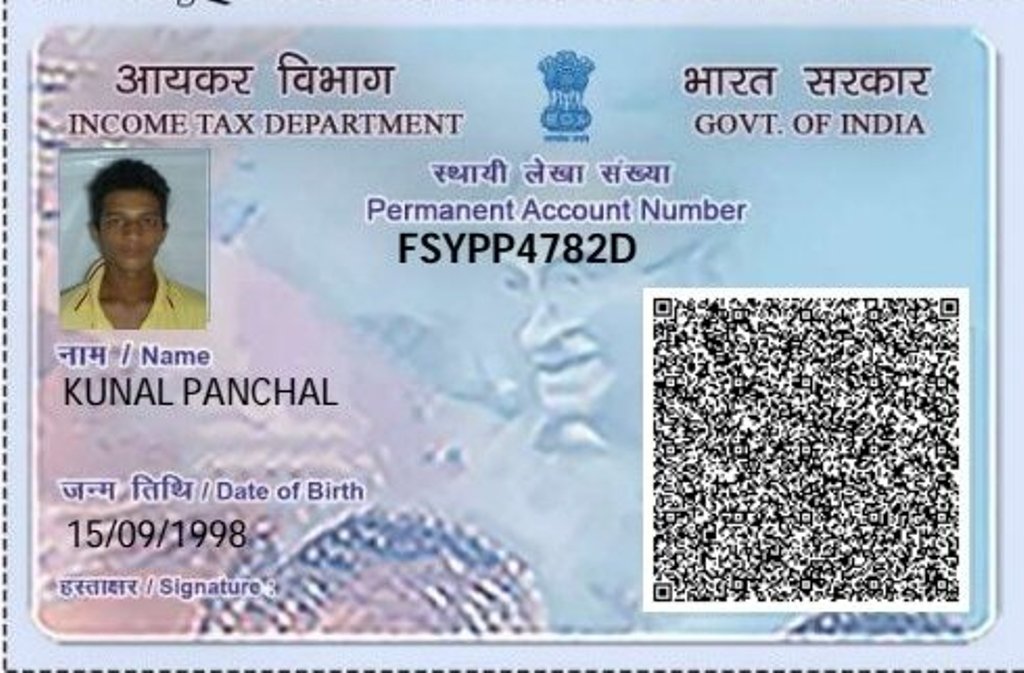 आयकर विभाग
INCOME TAX DEPARTMENT
भारत सरकार
GOVT. OF INDIA
स्थायी लेखा संख्या
Permanent Account Number
FSYPP4782D
नाम / Name
KUNAL PANCHAL
जन्म तिथि / Date of Birth
15/09/1998
हस्ताक्षर / Signature :